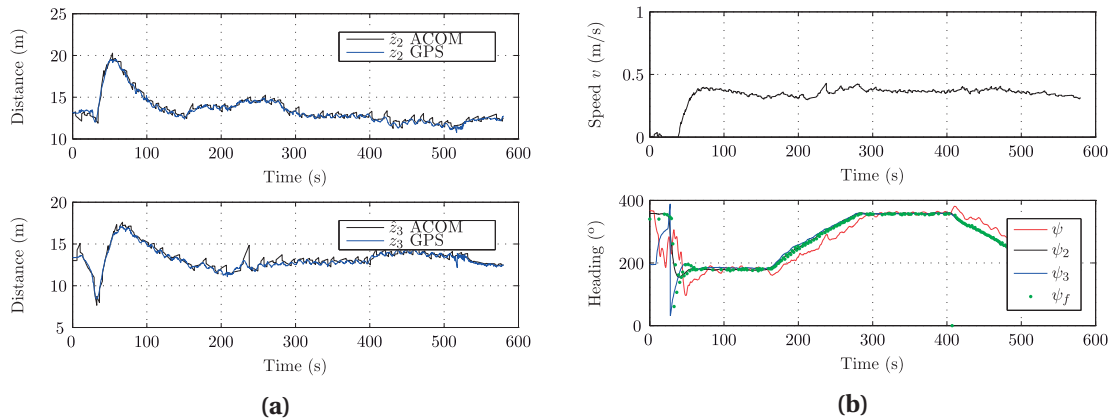 25
20
15
10
0 100 200 300 400 500 600
Time (s)
Distance (m)
ẑ₂ ACOM
z₂ GPS
20
15
10
5
0 100 200 300 400 500 600
Time (s)
Distance (m)
ẑ₃ ACOM
z₃ GPS
(a)
1
0.5
0
0 100 200 300 400 500 600
Time (s)
Speed v (m/s)
400
200
0
0 100 200 300 400 500 600
Time (s)
Heading (°)
ψ
ψ₂
ψ₃
ψ_f
(b)